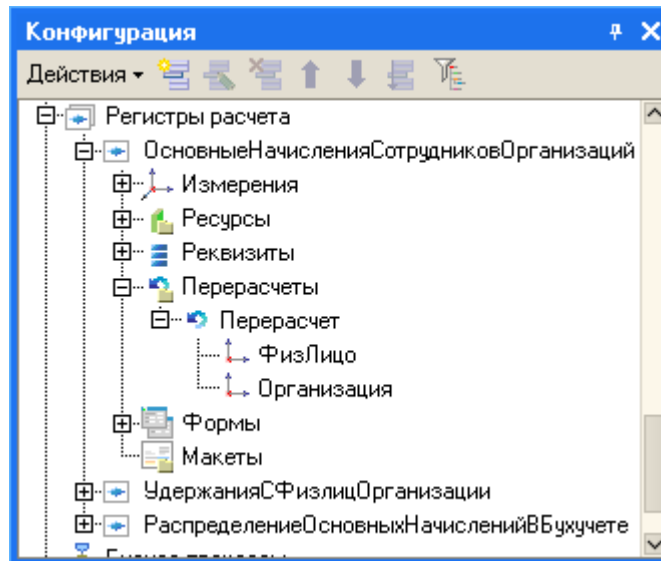 Конфигурация
Действия
Регистры расчета
ОсновныеНачисленияСотрудниковОрганизаций
Измерения
Ресурсы
Реквизиты
Перерасчеты
Перерасчет
ФизЛицо
Организация
Формы
Макеты
УдержанияСФизлицОрганизации
РаспределениеОсновныхНачисленийВБухучете